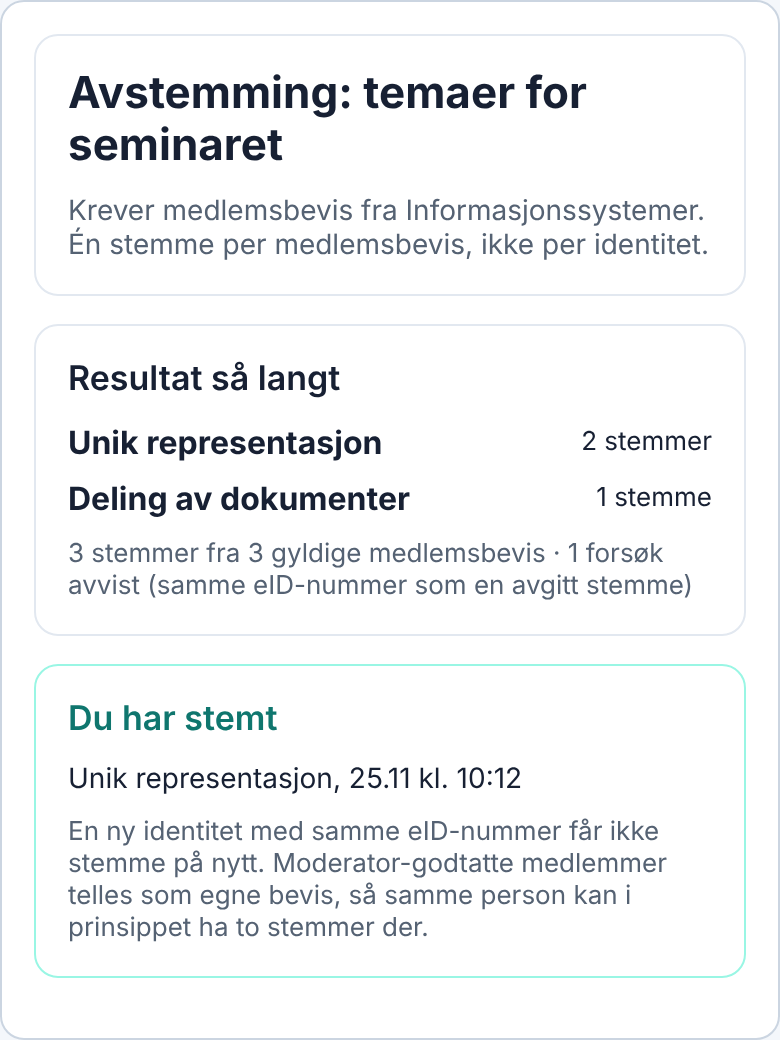 Avstemming: temaer for
seminaret
Krever medlemsbevis fra Informasjonssystemer.
Én stemme per medlemsbevis, ikke per identitet.
Resultat så langt
Unik representasjon 2 stemmer
Deling av dokumenter 1 stemme
3 stemmer fra 3 gyldige medlemsbevis · 1 forsøk
avvist (samme eID-nummer som en avgitt stemme)
Du har stemt
Unik representasjon, 25.11 kl. 10:12
En ny identitet med samme eID-nummer får ikke
stemme på nytt. Moderator-godtatte medlemmer
telles som egne bevis, så samme person kan i
prinsippet ha to stemmer der.